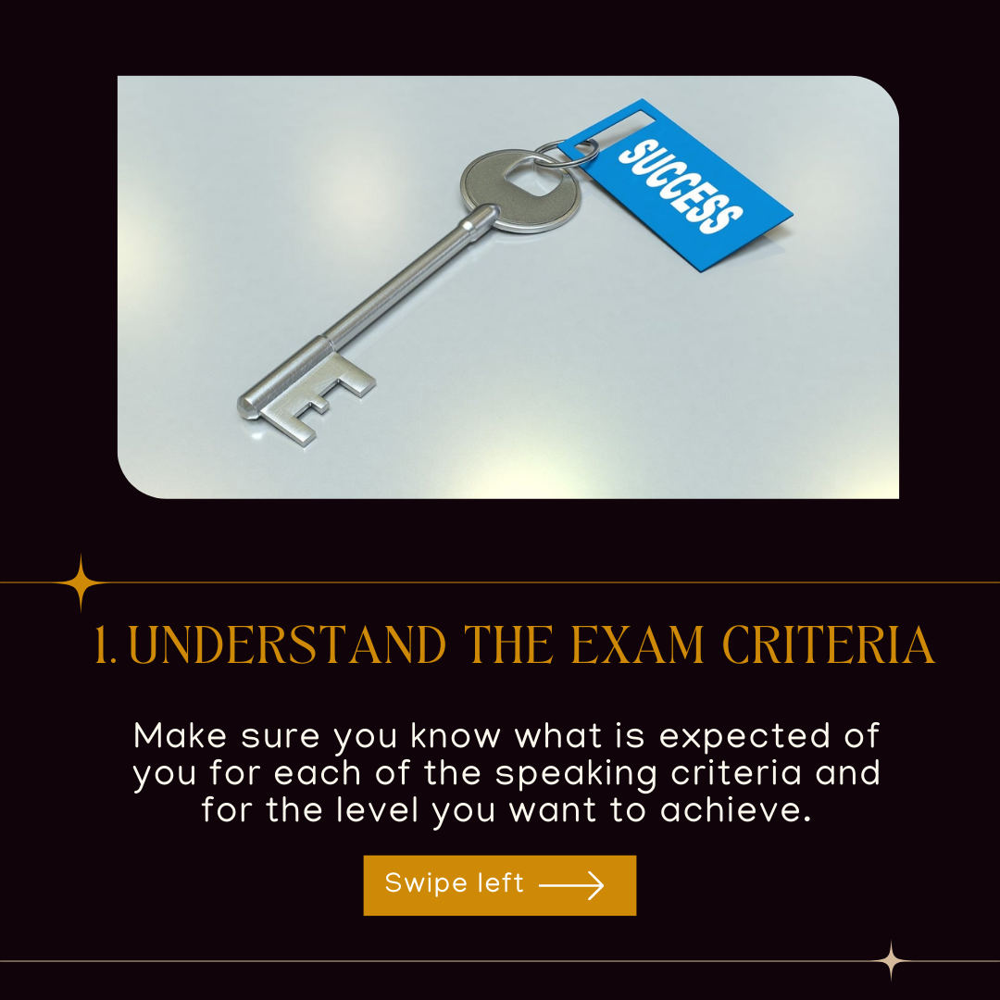 SUCCESS
1. UNDERSTAND THE EXAM CRITERIA
Make sure you know what is expected of
you for each of the speaking criteria and
for the level you want to achieve.
Swipe left